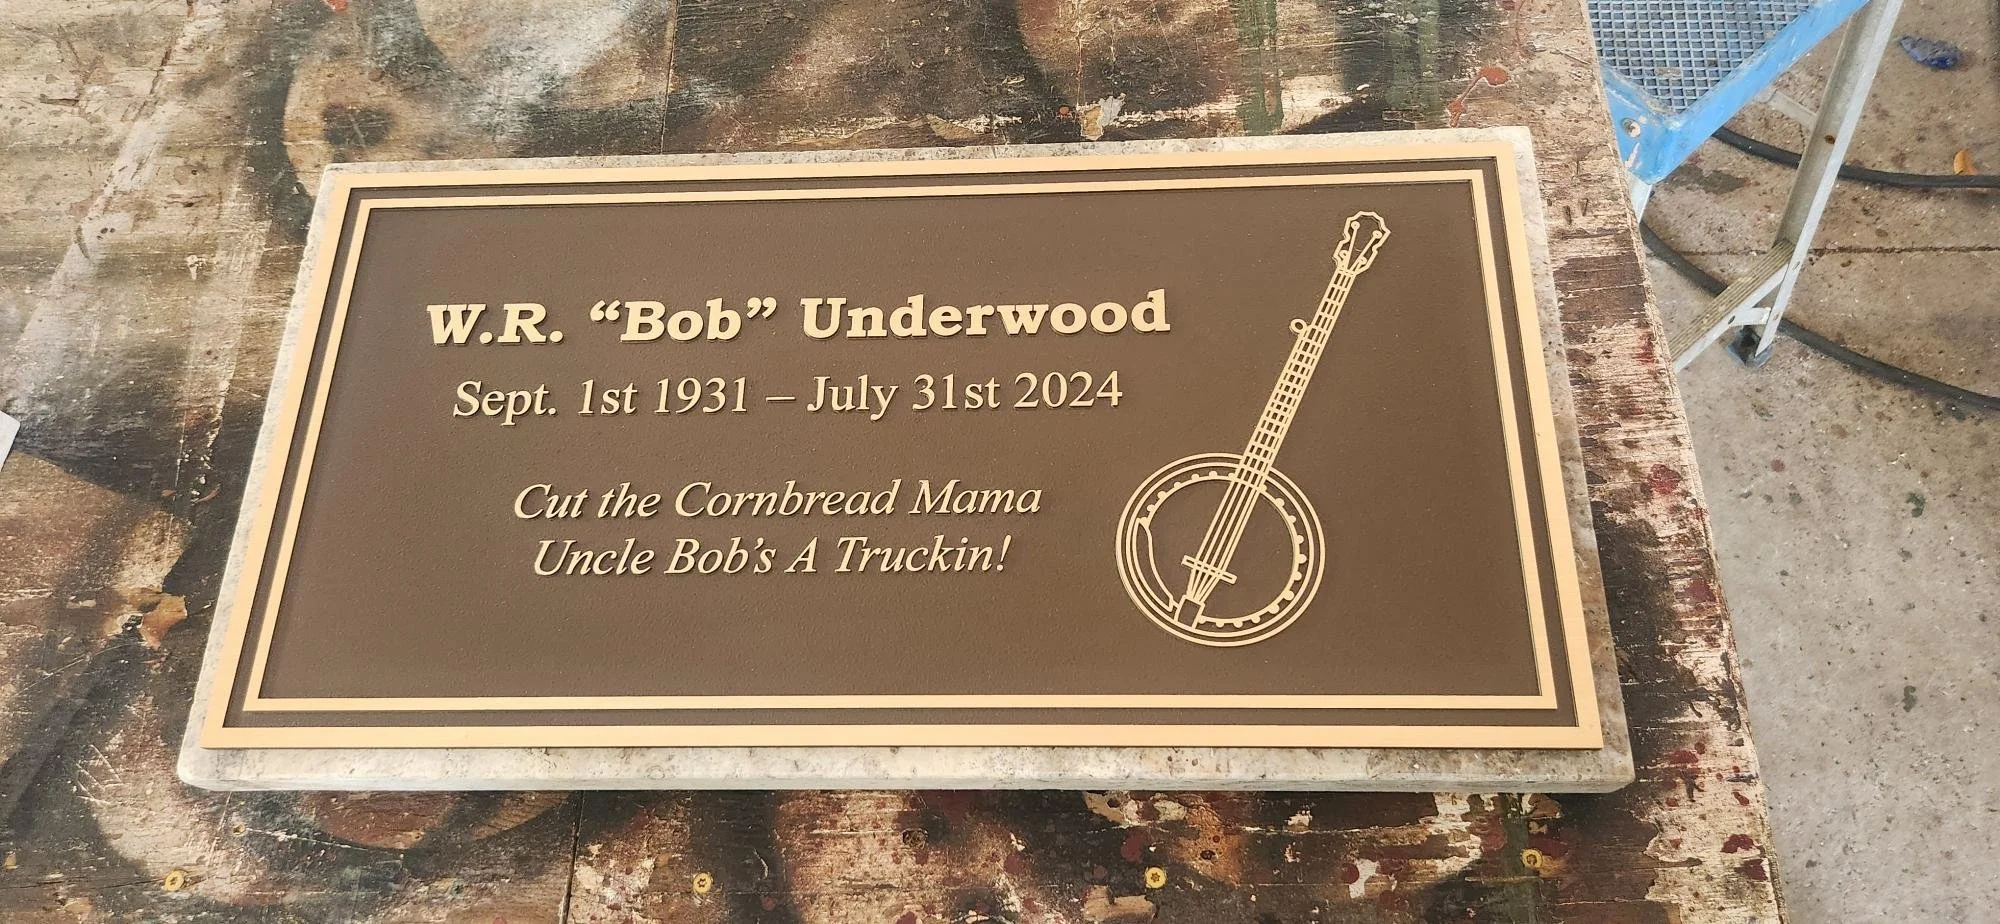 W.R. “Bob” Underwood
Sept. 1st 1931 – July 31st 2024
Cut the Cornbread Mama
Uncle Bob’s A Truckin!